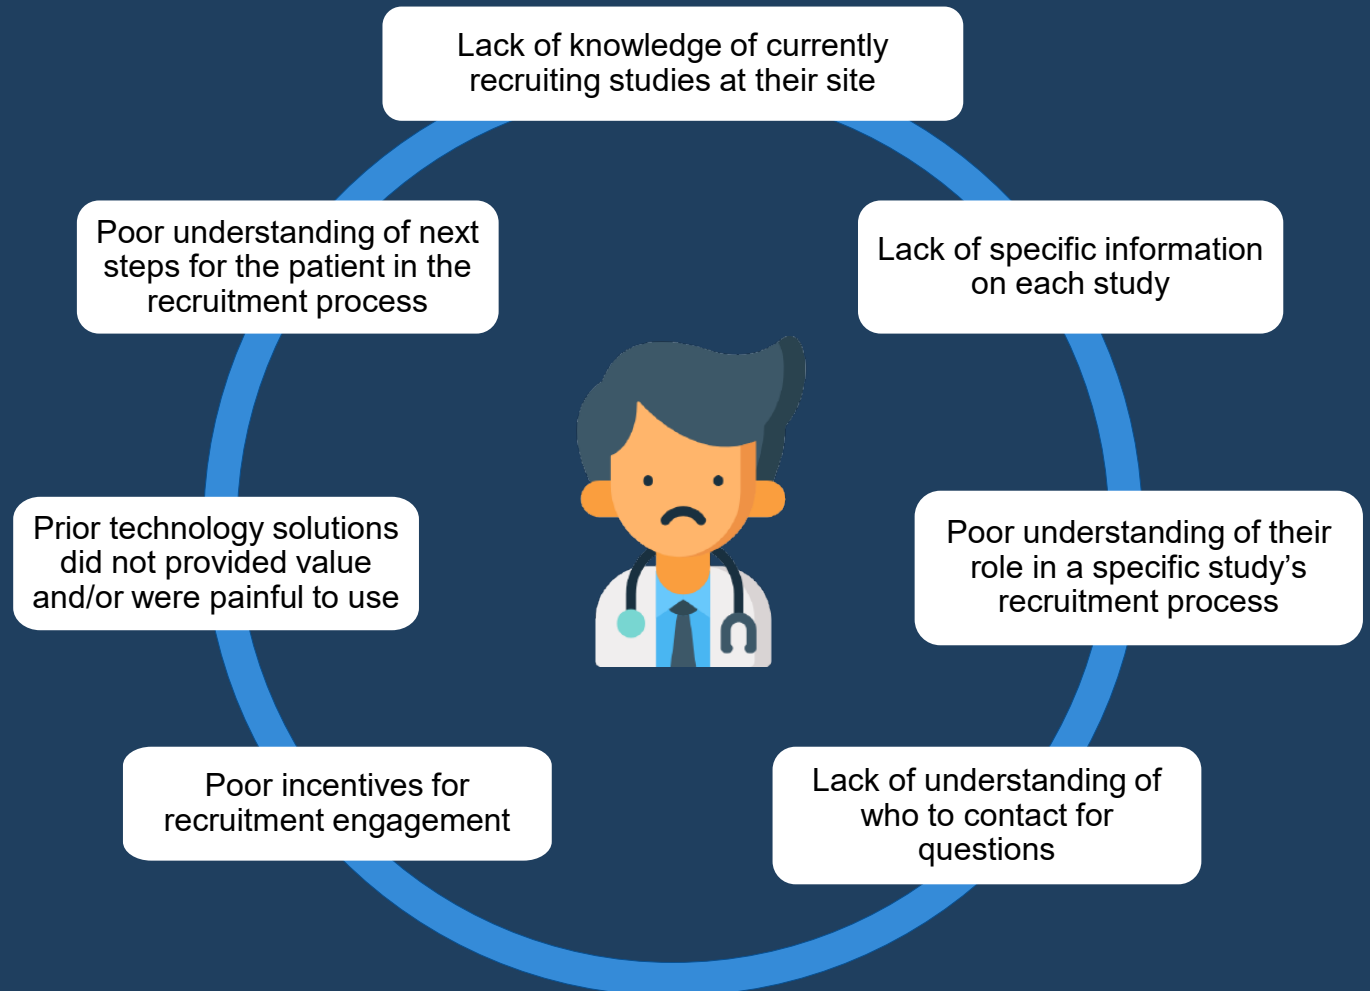 Lack of knowledge of currently
recruiting studies at their site
Lack of specific information
on each study
Poor understanding of their
role in a specific study’s
recruitment process
Lack of understanding of
who to contact for
questions
Poor incentives for
recruitment engagement
Prior technology solutions
did not provided value
and/or were painful to use
Poor understanding of next
steps for the patient in the
recruitment process